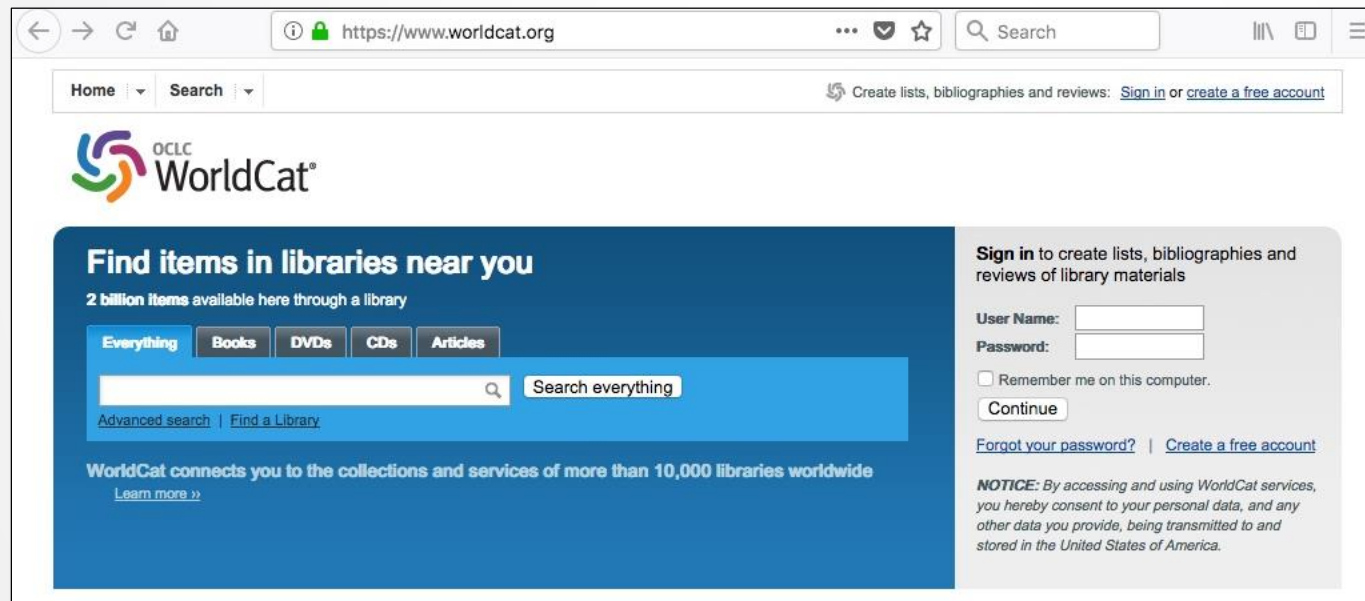 https://www.worldcat.org
Search
Home Search
Create lists, bibliographies and reviews: Sign in or create a free account
OCLC
WorldCat®
Find items in libraries near you
2 billion items available here through a library
Everything Books DVDs CDs Articles
Search everything
Advanced search | Find a Library
WorldCat connects you to the collections and services of more than 10,000 libraries worldwide
Learn more ››
Sign in to create lists, bibliographies and
reviews of library materials
User Name:
Password:
Remember me on this computer.
Continue
Forgot your password? | Create a free account
NOTICE: By accessing and using WorldCat services,
you hereby consent to your personal data, and any
other data you provide, being transmitted to and
stored in the United States of America.